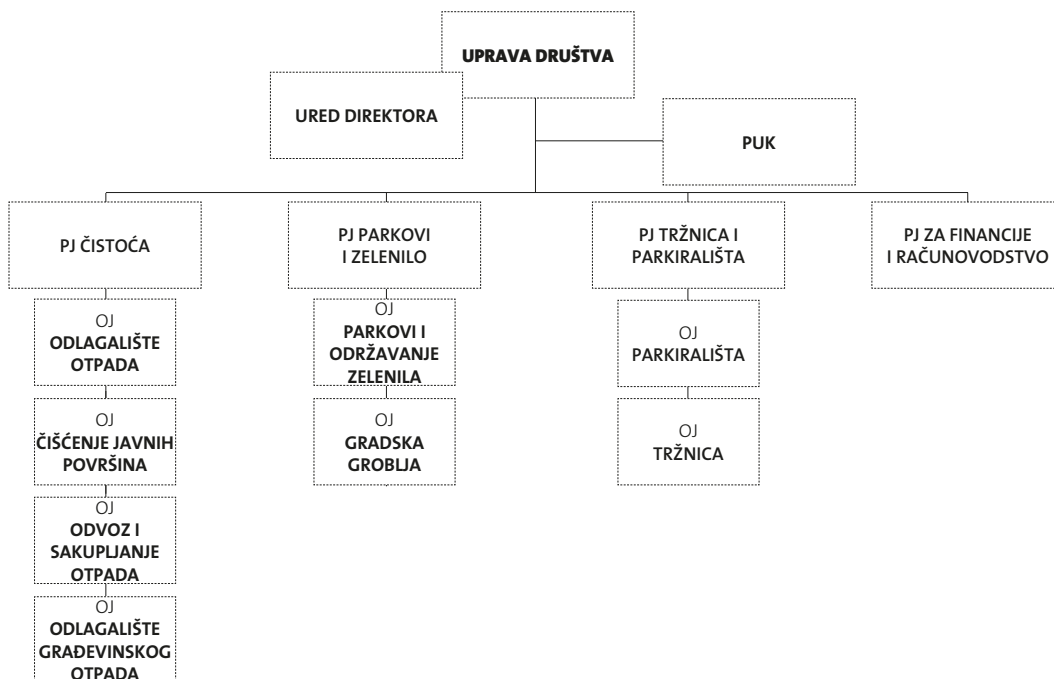 UPRAVA DRUŠTVA
URED DIREKTORA
PUK
PJ ČISTOĆA
PJ PARKOVI
I ZELENILO
PJ TRŽNICA I
PARKIRALIŠTA
PJ ZA FINANCIJE
I RAČUNOVODSTVO
OJ
ODLAGALIŠTE
OTPADA
OJ
ČIŠĆENJE JAVNIH
POVRŠINA
OJ
ODVOZ I
SAKUPLJANJE
OTPADA
OJ
ODLAGALIŠTE
GRAĐEVINSKOG
OTPADA
OJ
PARKOVI I
ODRŽAVANJE
ZELENILA
OJ
GRADSKA
GROBLJA
OJ
PARKIRALIŠTA
OJ
TRŽNICA